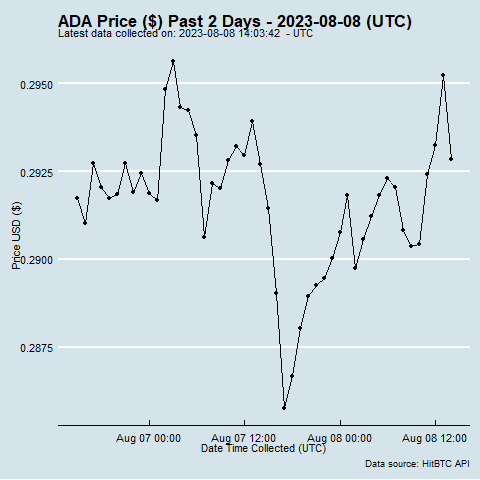 ADA Price ($) Past 2 Days - 2023-08-08 (UTC)
Latest data collected on: 2023-08-08 14:03:42 - UTC
0.2950
0.2925
0.2900
0.2875
Price USD ($)
Aug 07 00:00 Aug 07 12:00 Aug 08 00:00 Aug 08 12:00
Date Time Collected (UTC)
Data source: HitBTC API